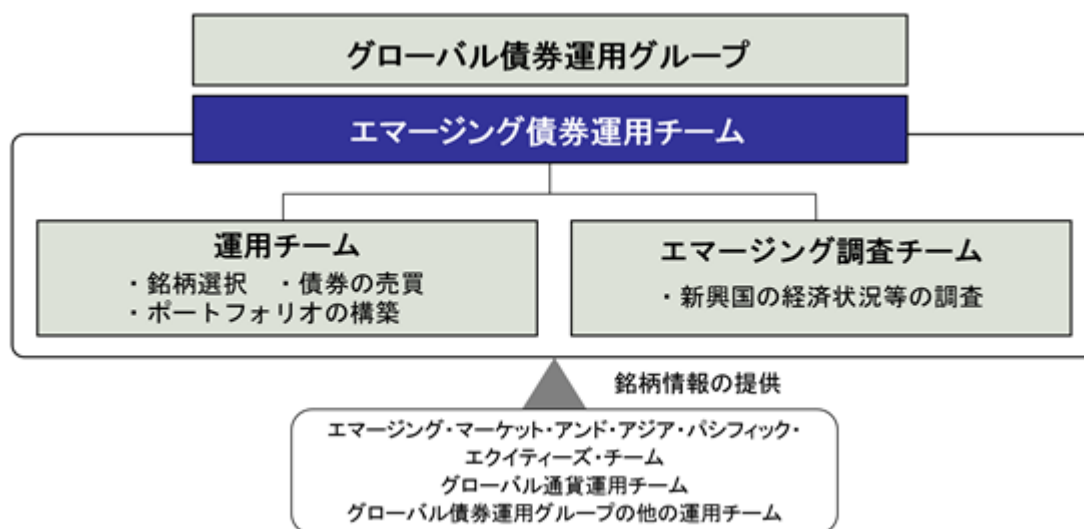 グローバル債券運用グループ
エマージング債券運用チーム
運用チーム
・銘柄選択　・債券の売買
・ポートフォリオの構築
エマージング調査チーム
・新興国の経済状況等の調査
銘柄情報の提供
エマージング・マーケット・アンド・アジア・パシフィック・
エクイティーズ・チーム
グローバル通貨運用チーム
グローバル債券運用グループの他の運用チーム